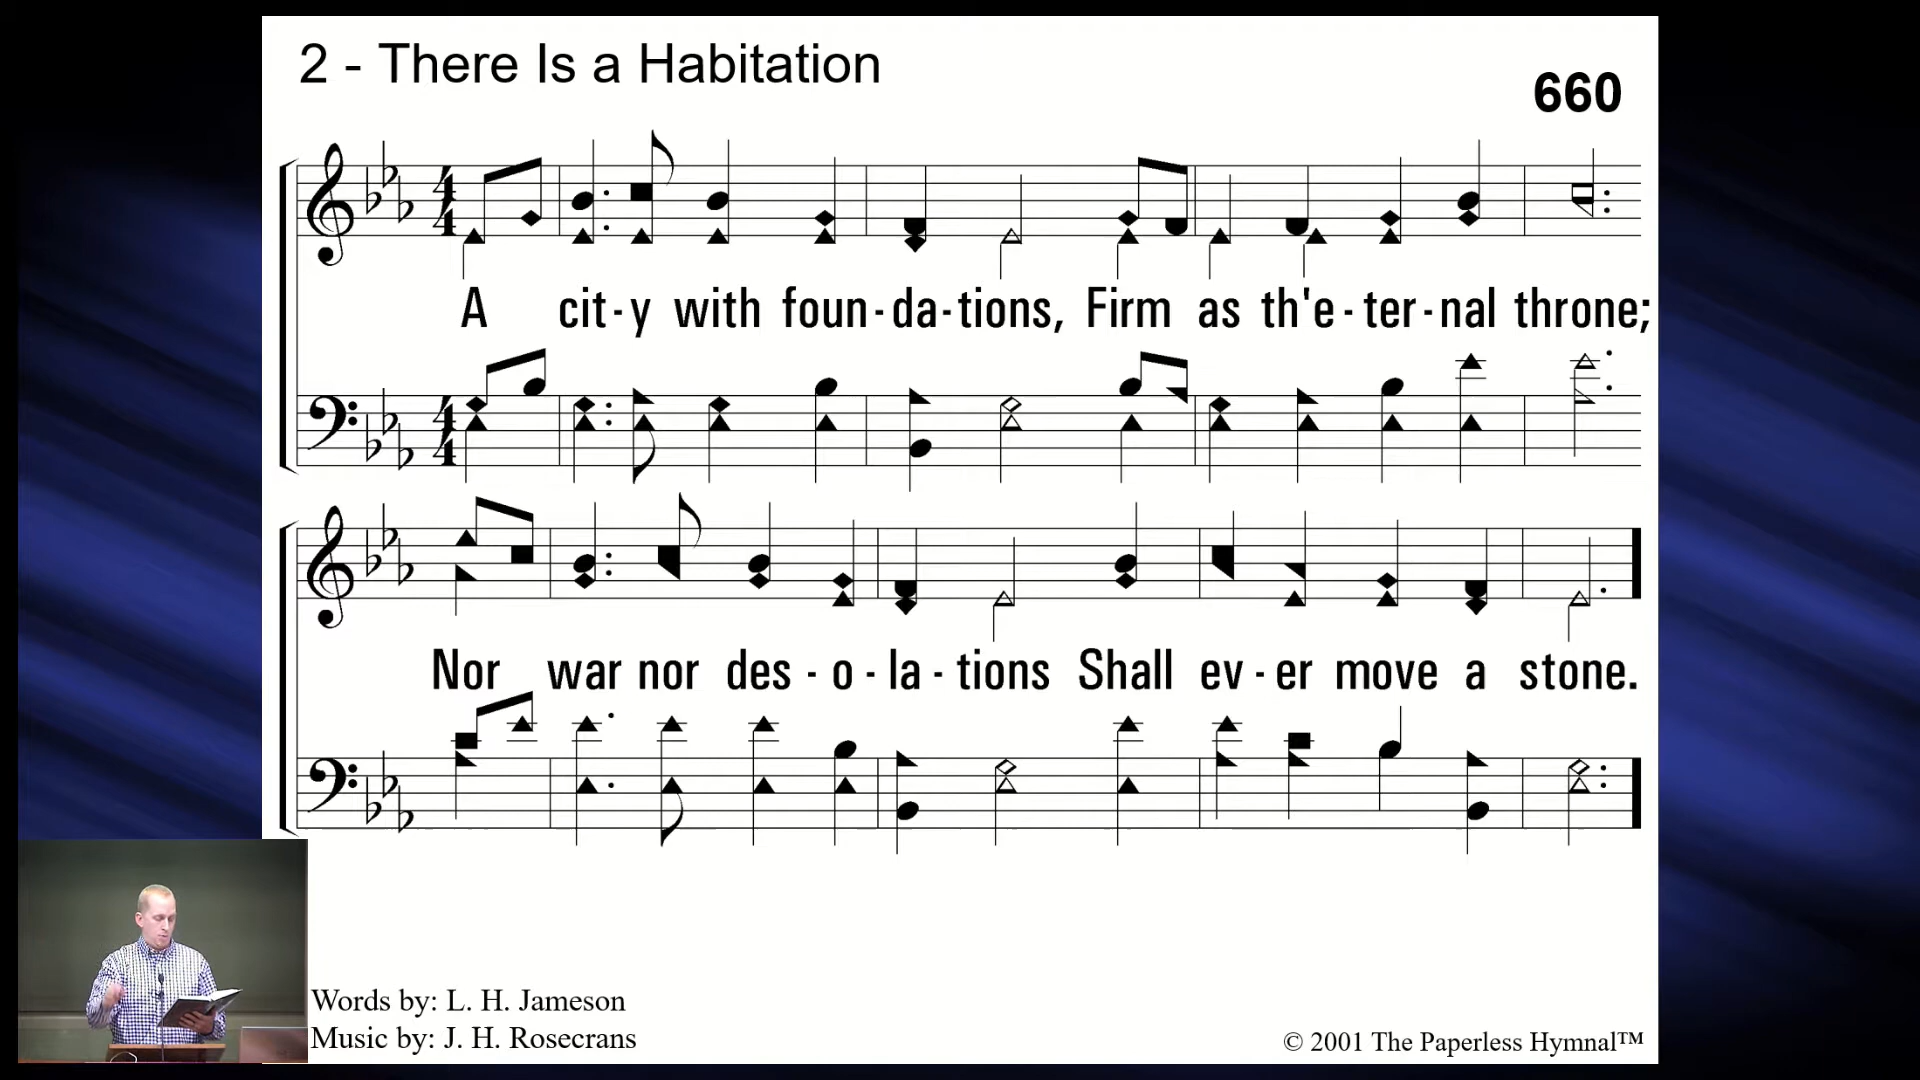 2 - There Is a Habitation
660
A cit - y with foun - da - tions, Firm as th'e - ter - nal throne;
Nor war nor des - o - la - tions Shall ev - er move a stone.
Words by: L. H. Jameson
Music by: J. H. Rosecrans
© 2001 The Paperless Hymnal™